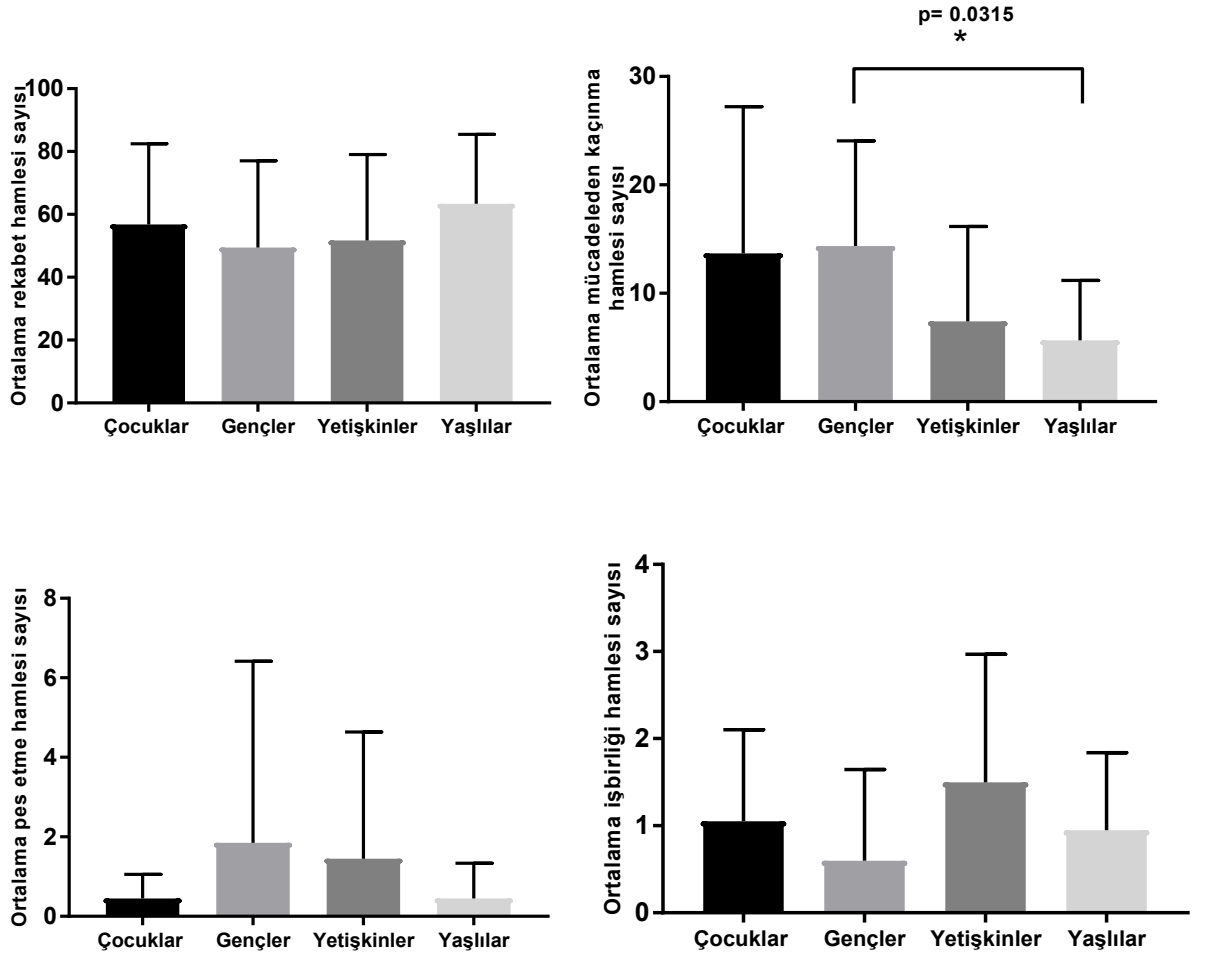 Ortalama rekabet hamlesi sayısı
100
80
60
40
20
0
Çocuklar Gençler Yetişkinler Yaşlılar
p= 0.0315
*
Ortalama mücadeleden kaçınma
hamlesi sayısı
30
20
10
0
Çocuklar Gençler Yetişkinler Yaşlılar
Ortalama pes etme hamlesi sayısı
8
6
4
2
0
Çocuklar Gençler Yetişkinler Yaşlılar
Ortalama işbirliği hamlesi sayısı
4
3
2
1
0
Çocuklar Gençler Yetişkinler Yaşlılar